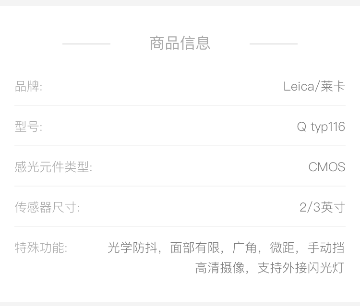 商品信息
品牌: Leica/莱卡
型号: Q typ116
感光元件类型: CMOS
传感器尺寸: 2/3英寸
特殊功能: 光学防抖，面部有限，广角，微距，手动挡
高清摄像，支持外接闪光灯